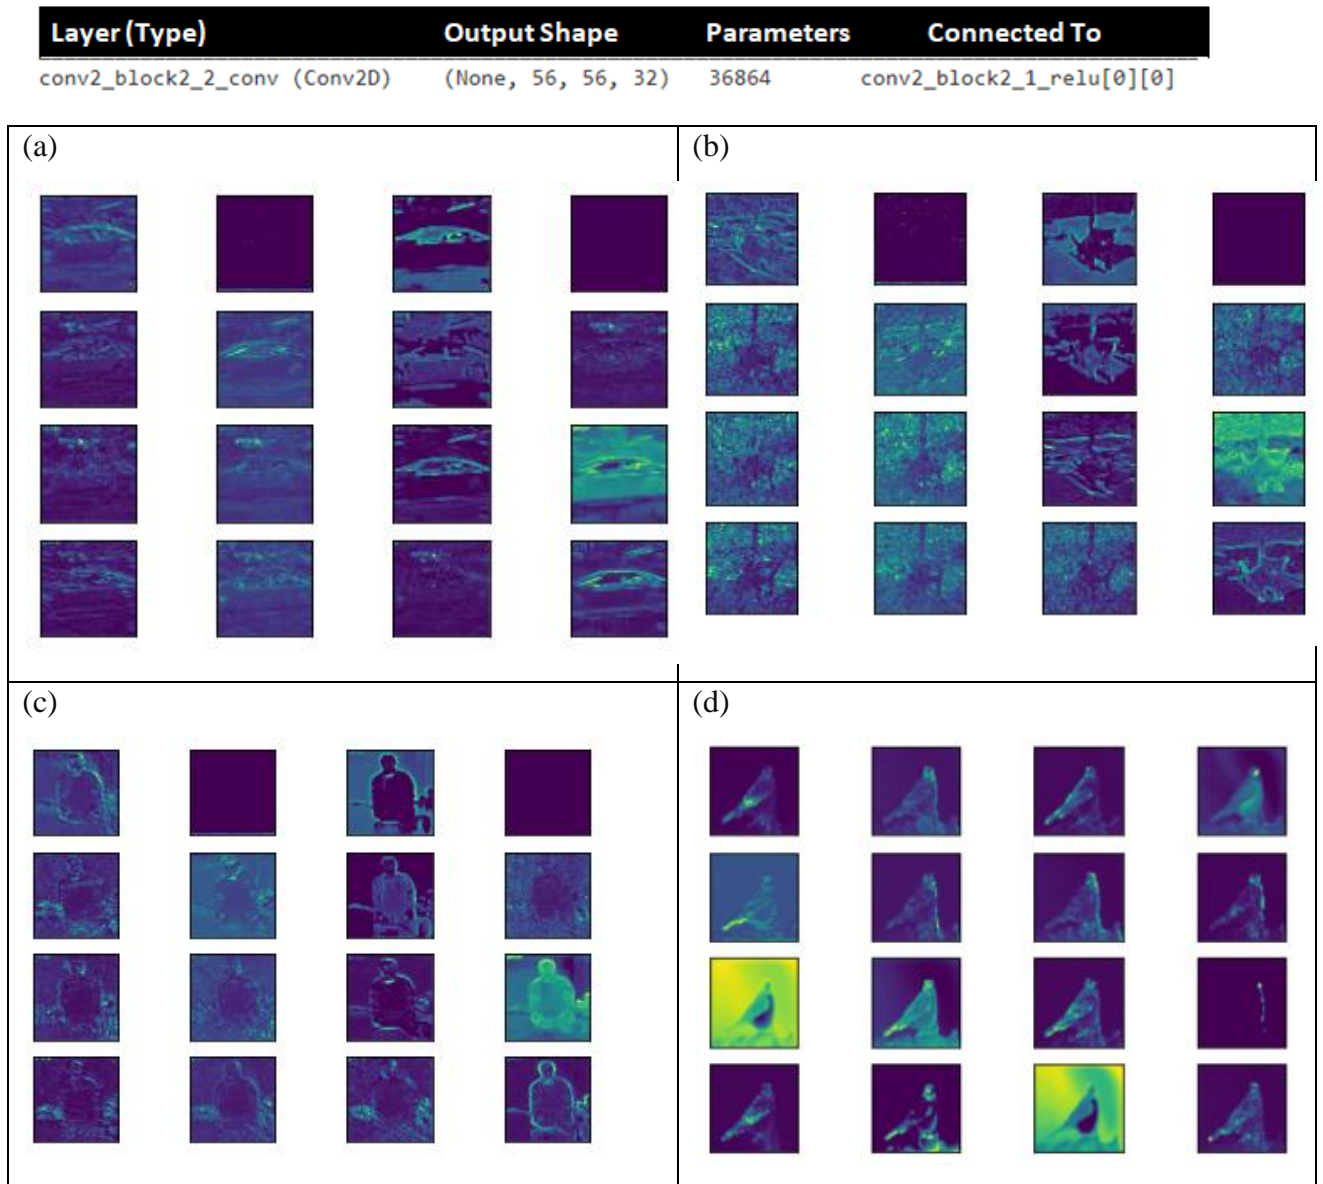 Layer (Type) Output Shape Parameters Connected To
conv2_block2_2_conv (Conv2D) (None, 56, 56, 32) 36864 conv2_block2_1_relu[0][0]
(a) (b)
(c) (d)